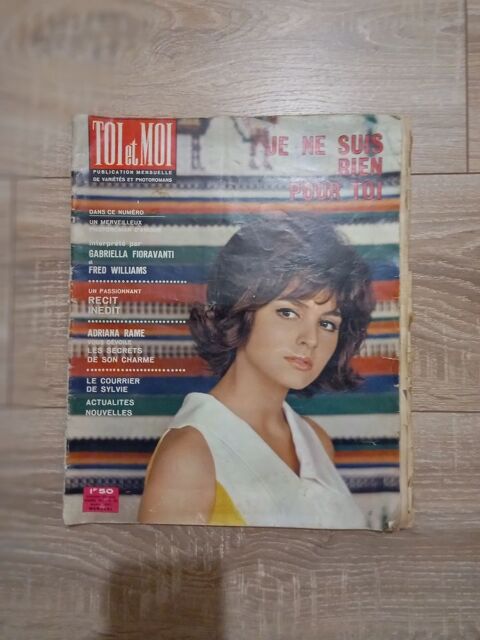 TOI et MOI
PUBLICATION MENSUELLE
DE VARIÉTÉS ET PHOTOROMANS
JE NE SUIS
RIEN
POUR TOI
DANS CE NUMÉRO
UN MERVEILLEUX
interprété par
GABRIELLA FIORAVANTI
et
FRED WILLIAMS
UN PASSIONNANT
RECIT
INEDIT
ADRIANA RAME
VOUS DÉVOILE
LES SECRETS
DE SON CHARME
LE COURRIER
DE SYLVIE
ACTUALITES
NOUVELLES
1F50
MENSUEL